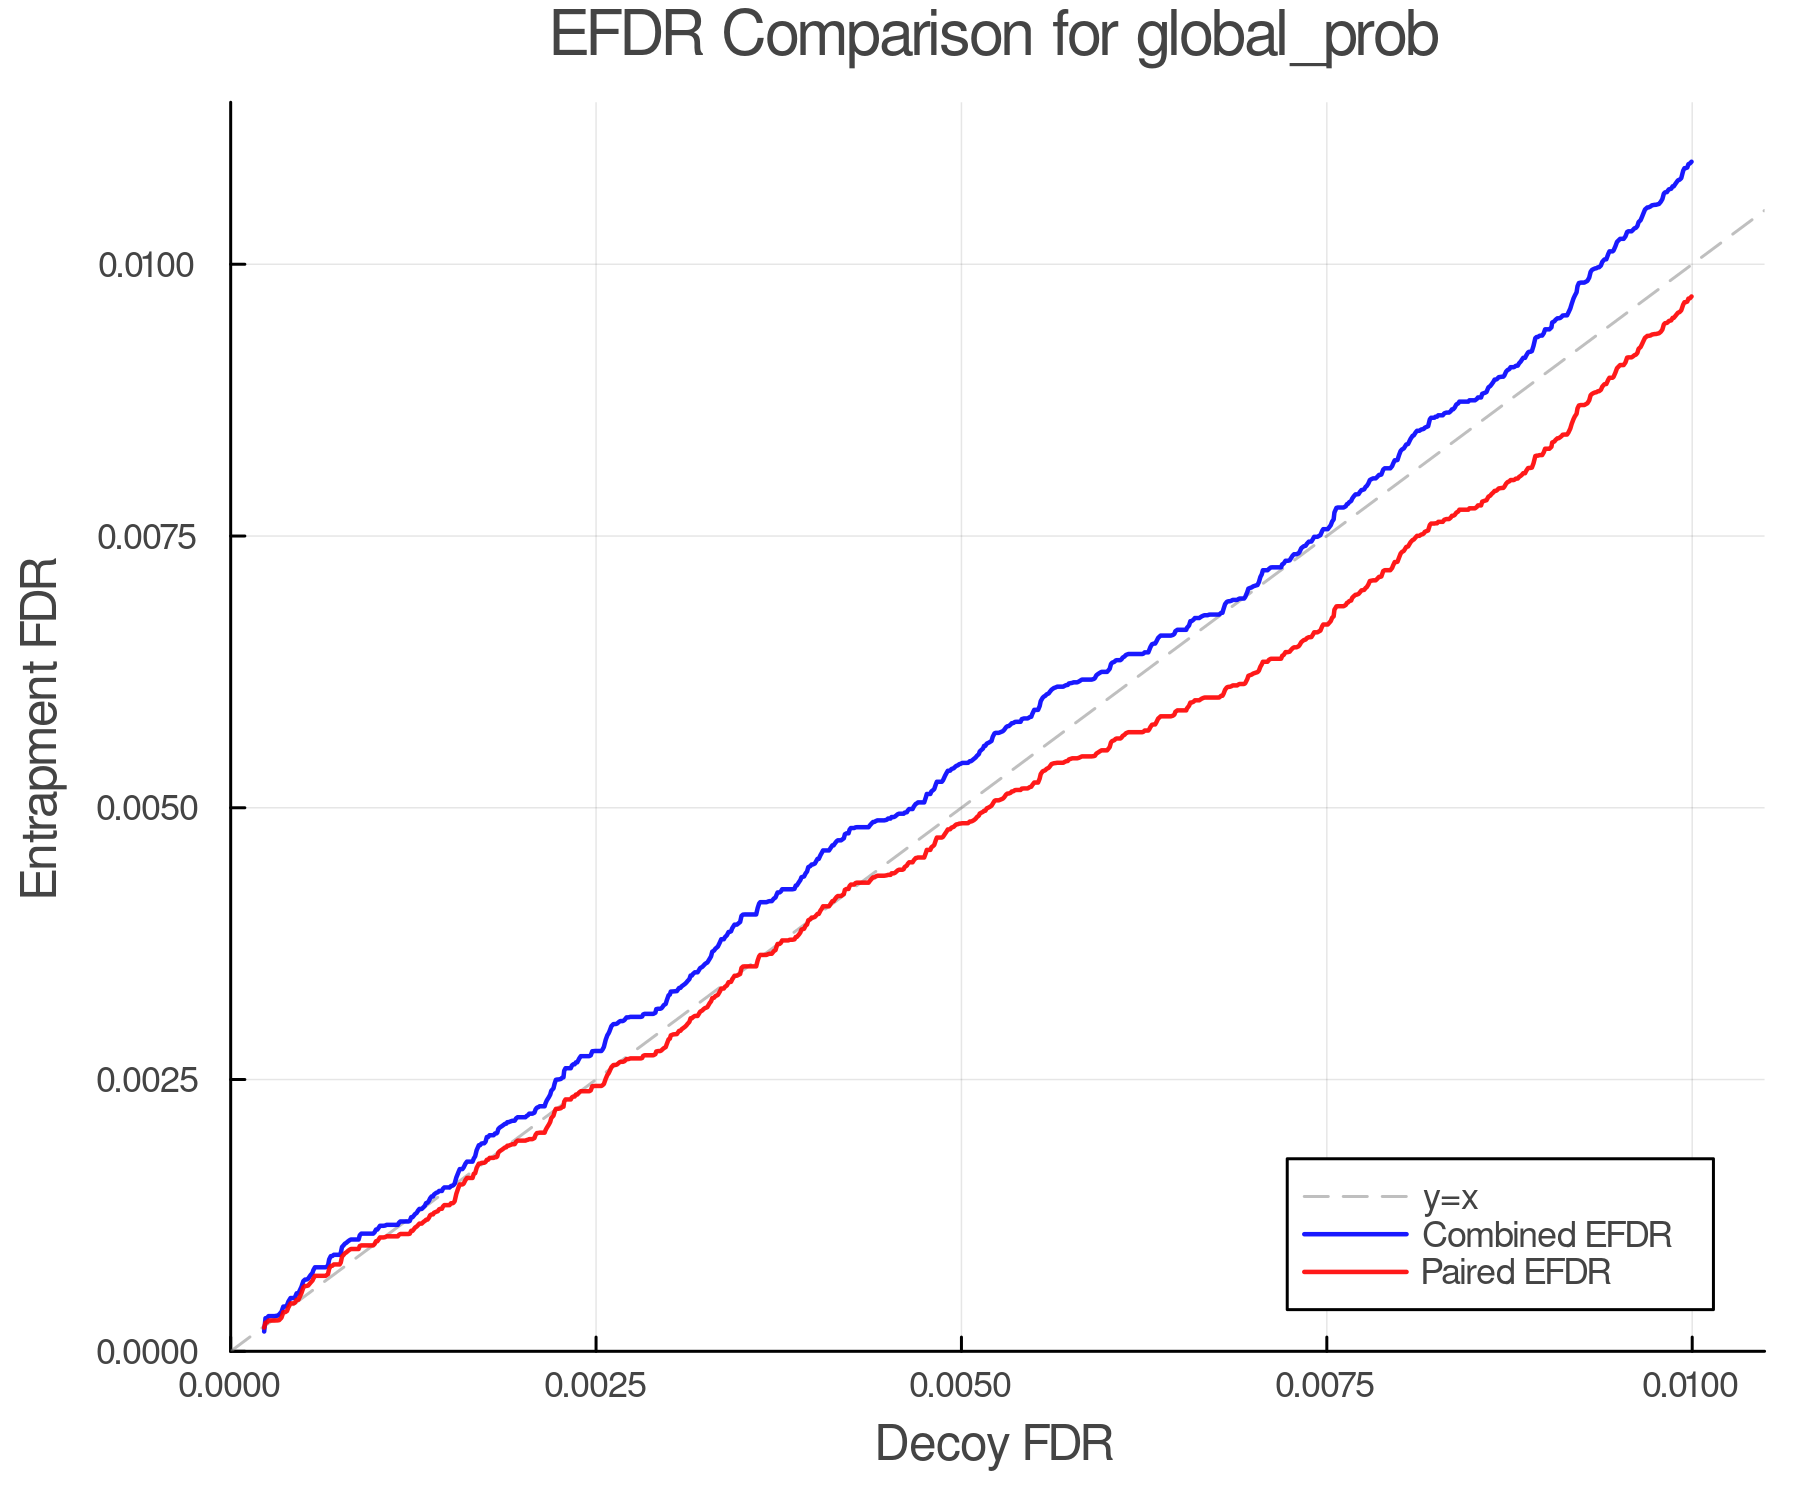 EFDR Comparison for global_prob
Entrapment FDR
0.0100
0.0075
0.0050
0.0025
0.0000
0.0000 0.0025 0.0050 0.0075 0.0100
Decoy FDR
y=x
Combined EFDR
Paired EFDR